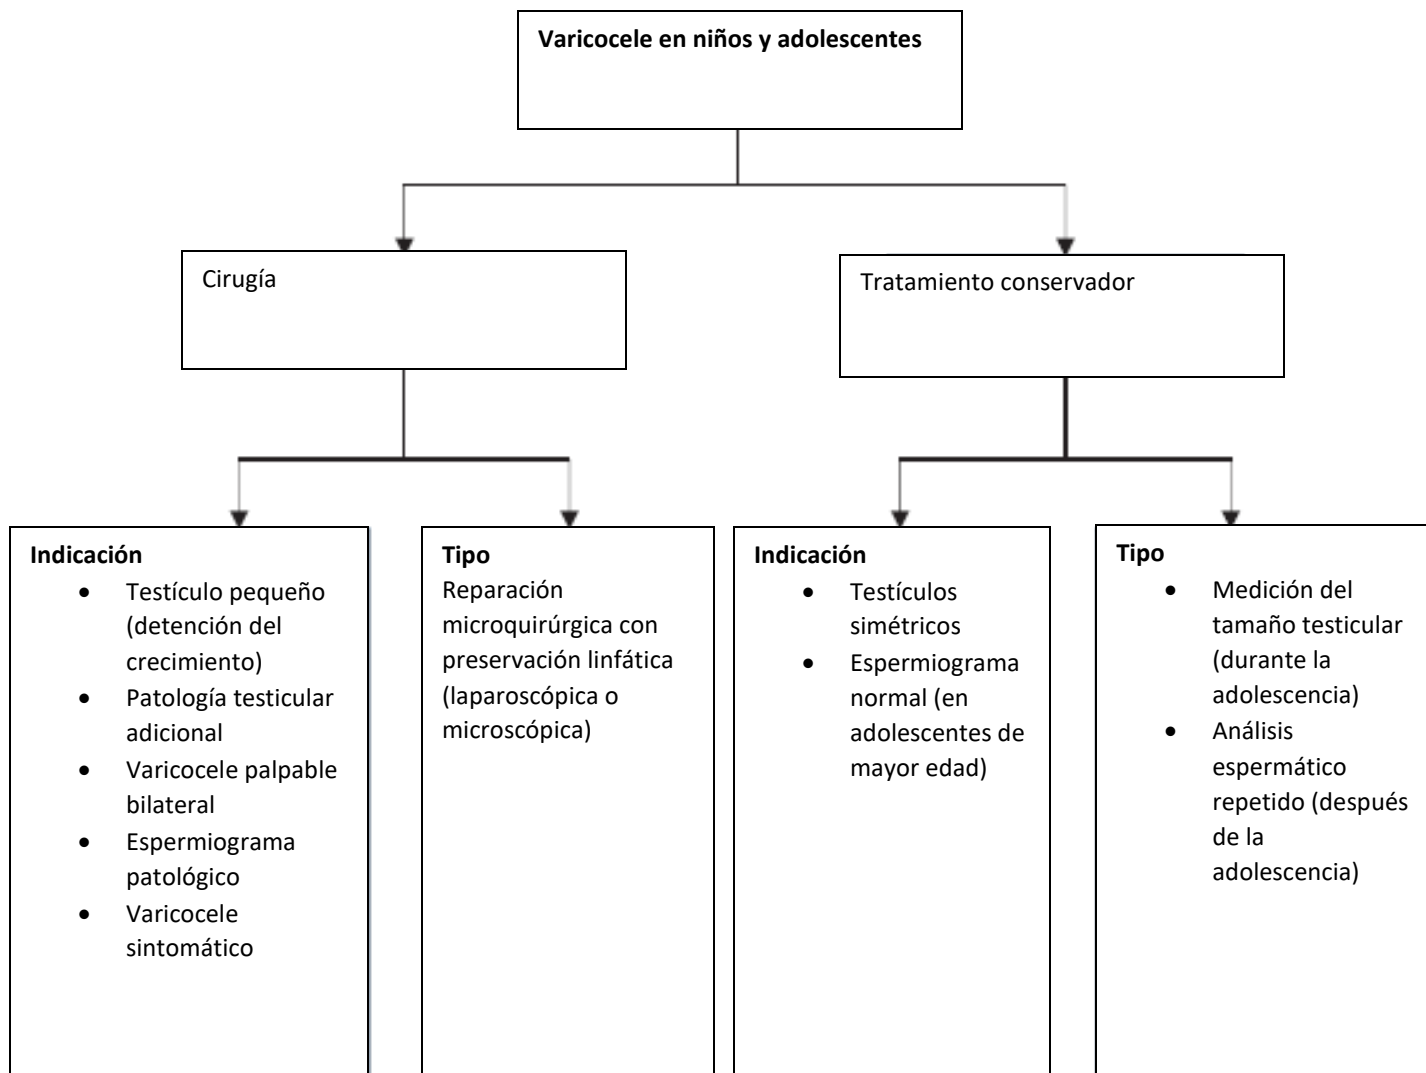 Varicocele en niños y adolescentes
Cirugía
Tratamiento conservador
Indicación
• Testículo pequeño
(detención del
crecimiento)
• Patología testicular
adicional
• Varicocele palpable
bilateral
• Espermiograma
patológico
• Varicocele
sintomático
Tipo
Reparación
microquirúrgica con
preservación linfática
(laparoscópica o
microscópica)
Indicación
• Testículos
simétricos
• Espermiograma
normal (en
adolescentes de
mayor edad)
Tipo
• Medición del
tamaño testicular
(durante la
adolescencia)
• Análisis
espermático
repetido (después
de la
adolescencia)